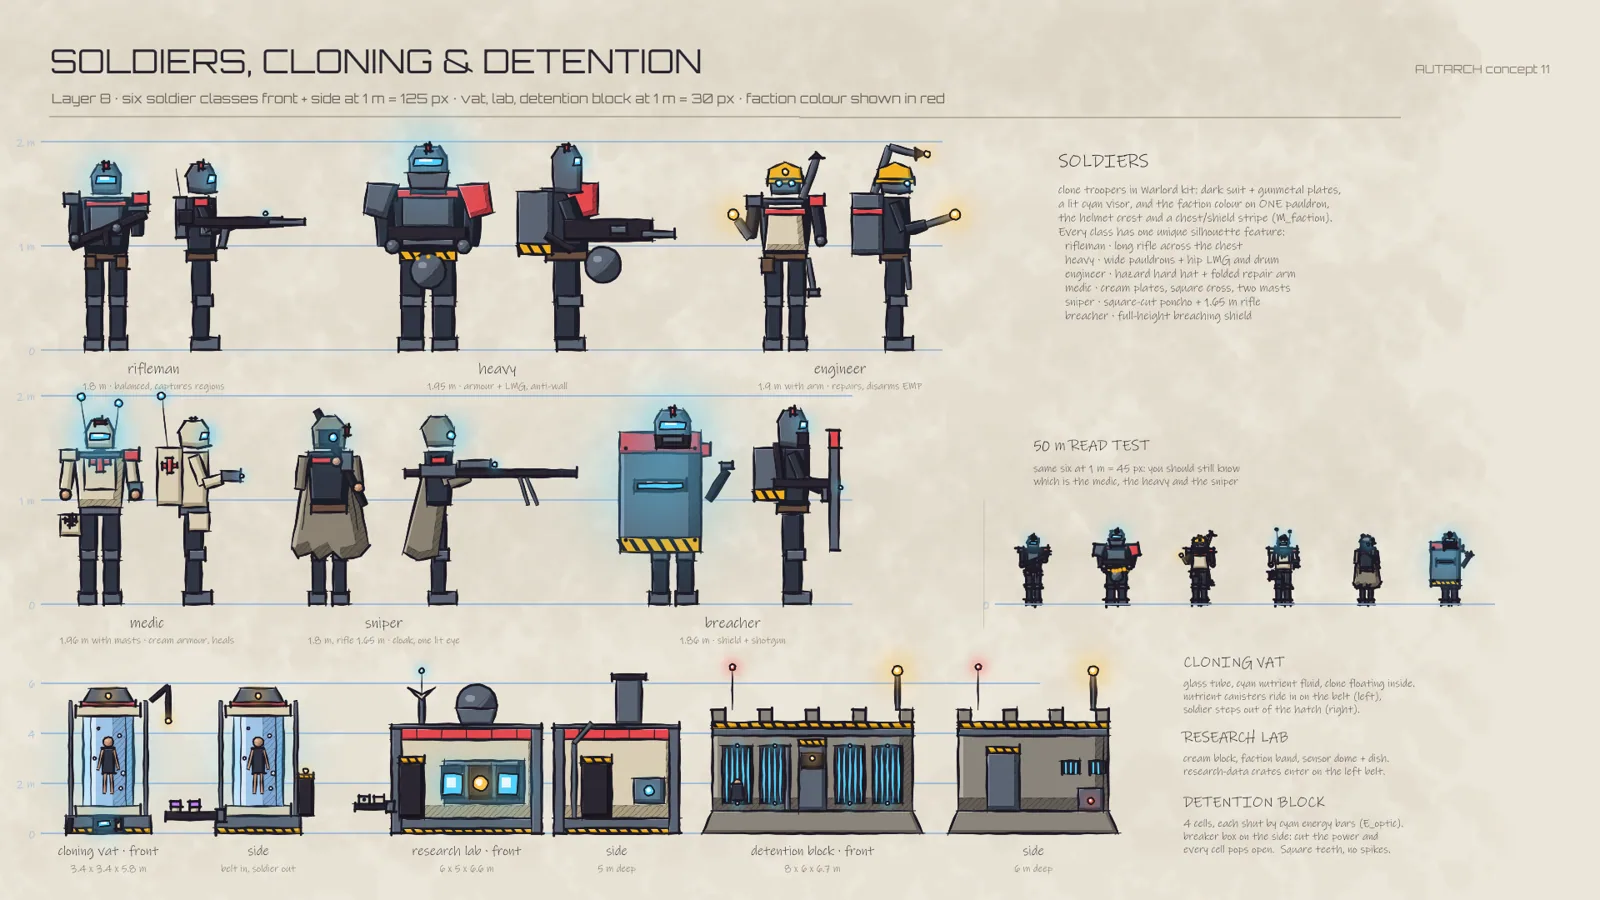 SOLDIERS, CLONING & DETENTION
AUTARCH concept 11
Layer 8 · six soldier classes front + side at 1 m = 125 px · vat, lab, detention block at 1 m = 30 px · faction colour shown in red
2 m
1 m
0
rifleman
1.8 m · balanced, captures regions
heavy
1.95 m · armour + LMG, anti-wall
engineer
1.9 m with arm · repairs, disarms EMP
SOLDIERS
clone troopers in Warlord kit: dark suit + gunmetal plates,
a lit cyan visor, and the faction colour on ONE pauldron,
the helmet crest and a chest/shield stripe (M_faction).
Every class has one unique silhouette feature:
rifleman · long rifle across the chest
heavy · wide pauldrons + hip LMG and drum
engineer · hazard hard hat + folded repair arm
medic · cream plates, square cross, two masts
sniper · square-cut poncho + 1.65 m rifle
breacher · full-height breaching shield
2 m
1 m
0
medic
1.96 m with masts · cream armour, heals
sniper
1.8 m, rifle 1.65 m · cloak, one lit eye
breacher
1.86 m · shield + shotgun
50 m READ TEST
same six at 1 m = 45 px: you should still know
which is the medic, the heavy and the sniper
0
6
4
2 m
0
cloning vat · front
3.4 x 3.4 x 5.8 m
side
belt in, soldier out
research lab · front
6 x 5 x 6.6 m
side
5 m deep
detention block · front
8 x 6 x 6.7 m
side
6 m deep
CLONING VAT
glass tube, cyan nutrient fluid, clone floating inside.
nutrient canisters ride in on the belt (left),
soldier steps out of the hatch (right).
RESEARCH LAB
cream block, faction band, sensor dome + dish.
research-data crates enter on the left belt.
DETENTION BLOCK
4 cells, each shut by cyan energy bars (E_optic).
breaker box on the side: cut the power and
every cell pops open. Square teeth, no spikes.